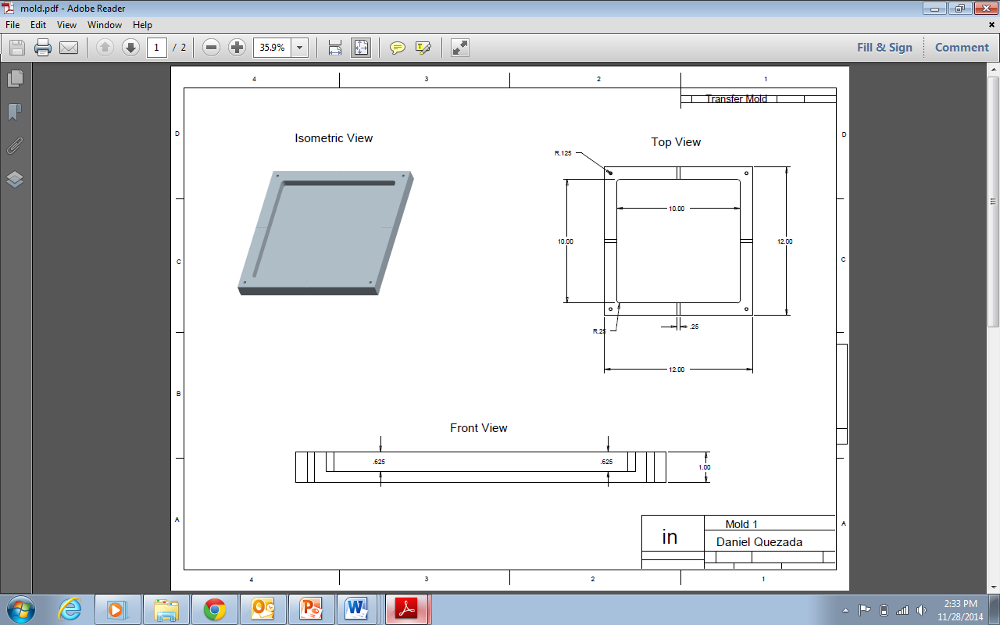 mold.pdf - Adobe Reader
File Edit View Window Help
1 / 2 35.9% Fill & Sign Comment
4 3 2 1
Transfer Mold
D D
Isometric View
Top View
R.125
10.00
10.00 12.00
C C
R.25 .25
12.00
B
Front View
.625 .625
1.00
A A
Mold 1
in
Daniel Quezada
4 3 2 1
2:33 PM
11/28/2014